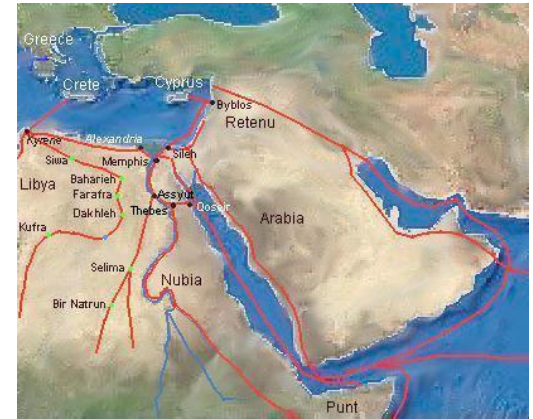 Greece
Crete
Cyprus
Byblos
Retenu
Kyrene
Alexandria
Sileh
Memphis
Siwa
Libya
Baharieh
Farafra
Dakhleh
Assyut
Thebes
Qoseir
Arabia
Kufra
Selima
Nubia
Bir Natrun
Punt